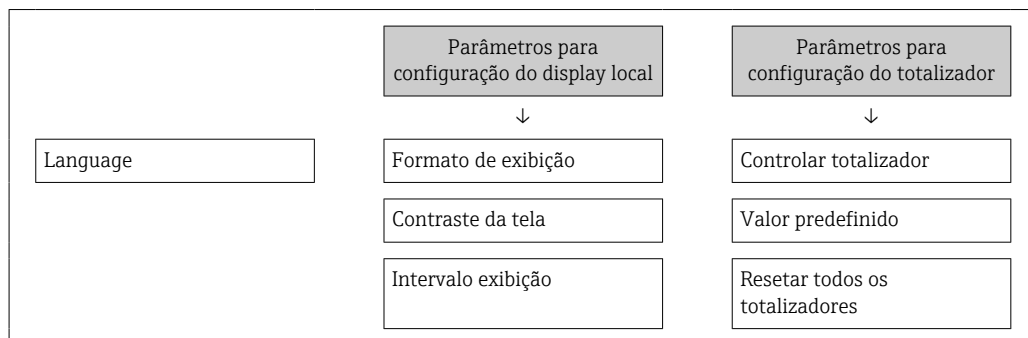 Parâmetros para
configuração do display local
Parâmetros para
configuração do totalizador
↓
↓
Language
Formato de exibição
Controlar totalizador
Contraste da tela
Valor predefinido
Intervalo exibição
Resetar todos os
totalizadores